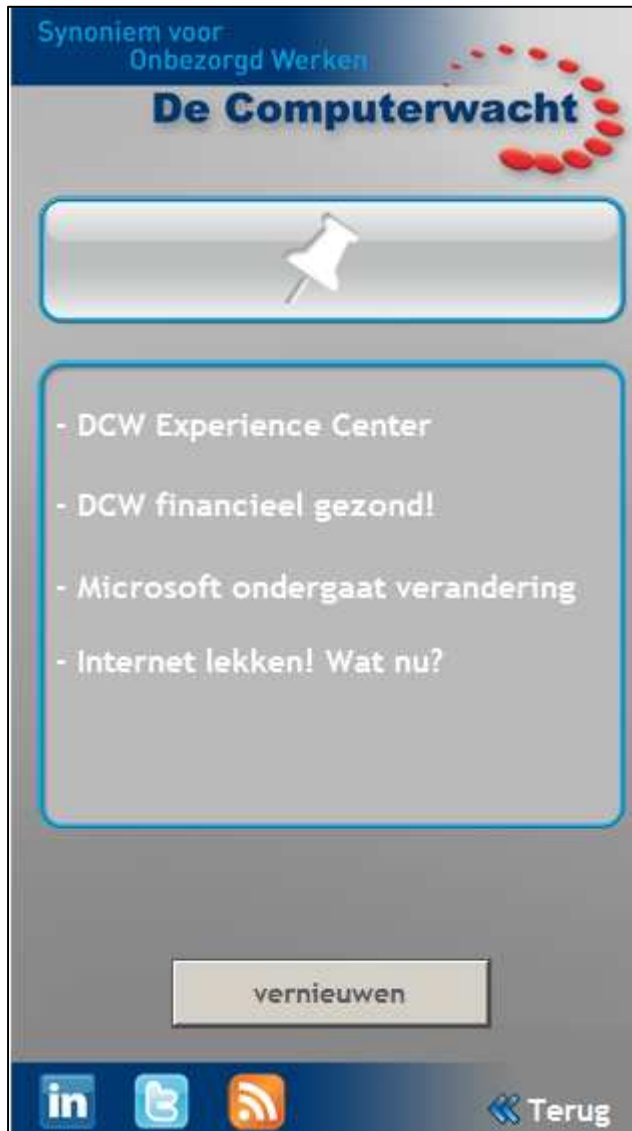 Synoniem voor
Onbezorgd Werken
De Computerwacht
- DCW Experience Center
- DCW financieel gezond!
- Microsoft ondergaat verandering
- Internet lekken! Wat nu?
vernieuwen
in
Terug